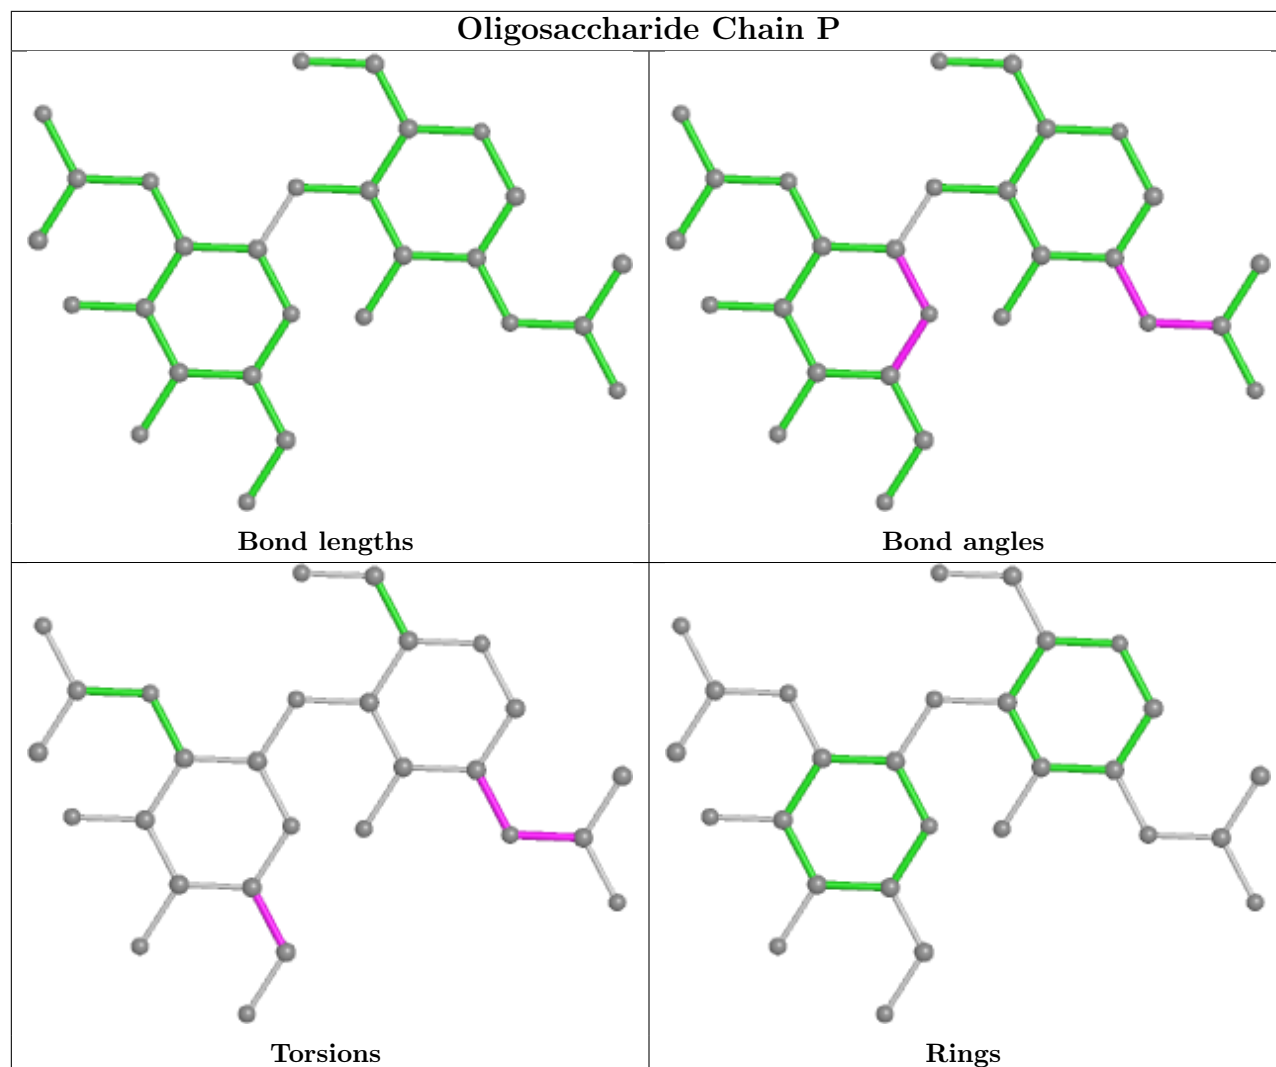 Oligosaccharide Chain P
Bond lengths
Bond angles
Torsions
Rings